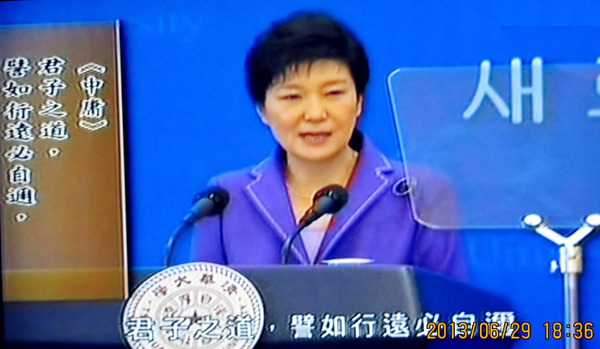 《中庸》
君子之道，
譬如行遠必自邇，
새
君子之道，譬如行遠必自邇
2013/06/29 18:36